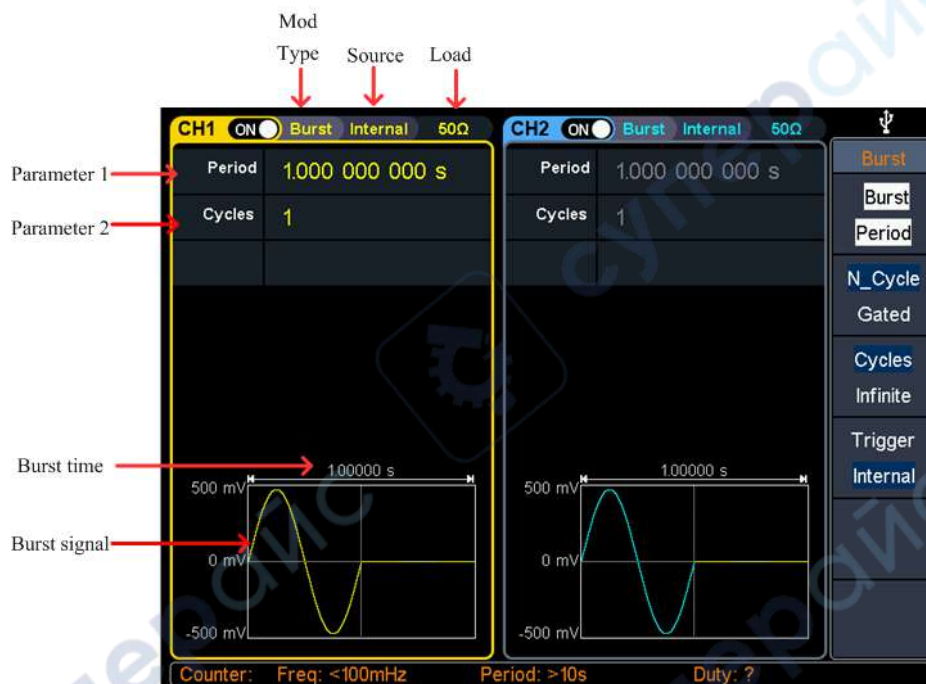 Mod
Type Source Load
CH1 ON Burst Internal 50Ω
CH2 ON Burst Internal 50Ω
Parameter 1
Period 1.000 000 000 s
Period 1.000 000 000 s
Burst
Parameter 2
Cycles 1
Cycles 1
Burst
Period
N_Cycle
Gated
Cycles
Infinite
Trigger
Internal
Burst time
1.00000 s
1.00000 s
500 mV
500 mV
Burst signal
0 mV
0 mV
-500 mV
-500 mV
Counter: Freq: <100mHz Period: >10s Duty: ?
суперайс